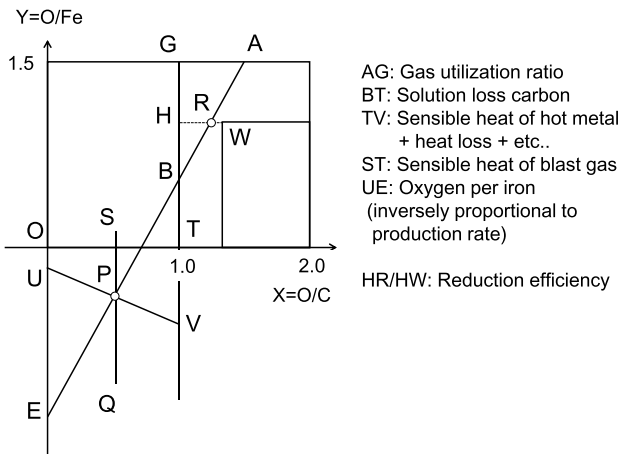 Y=O/Fe
G
A
1.5
R
H
W
B
S
O
T
U
P
1.0
2.0
X=O/C
V
E
Q
AG: Gas utilization ratio
BT: Solution loss carbon
TV: Sensible heat of hot metal
+ heat loss + etc..
ST: Sensible heat of blast gas
UE: Oxygen per iron
(inversely proportional to
production rate)
HR/HW: Reduction efficiency